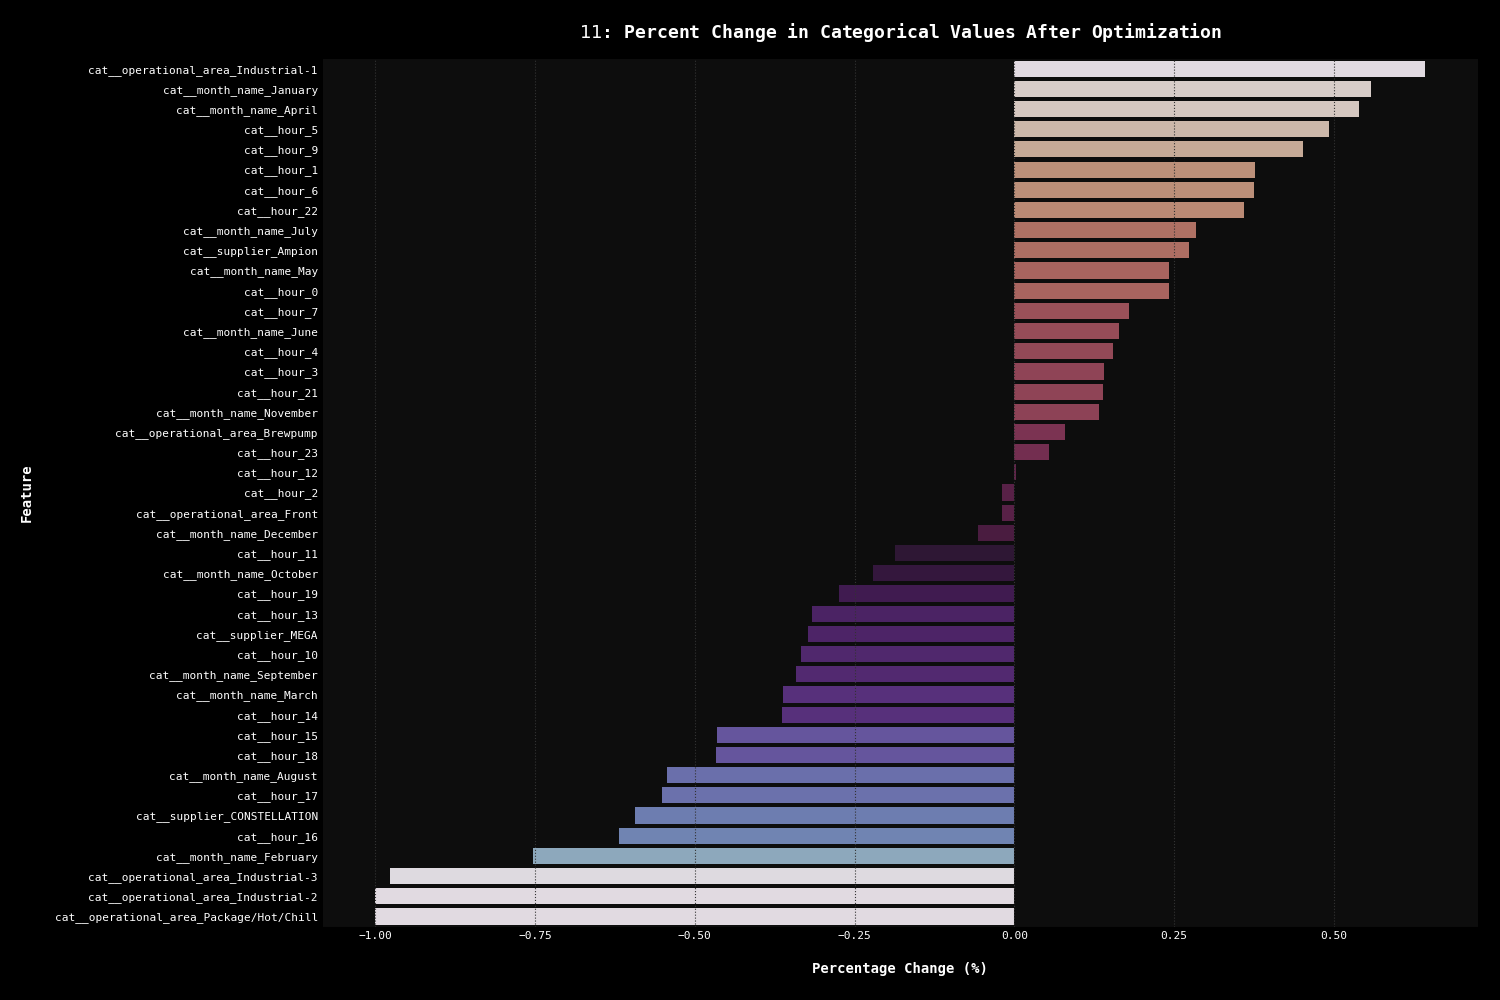 11: Percent Change in Categorical Values After Optimization
cat__operational_area_Industrial-1
cat__month_name_January
cat__month_name_April
cat__hour_5
cat__hour_9
cat__hour_1
cat__hour_6
cat__hour_22
cat__month_name_July
cat__supplier_Ampion
cat__month_name_May
cat__hour_0
cat__hour_7
cat__month_name_June
cat__hour_4
cat__hour_3
cat__hour_21
cat__month_name_November
cat__operational_area_Brewpump
cat__hour_23
cat__hour_12
cat__hour_2
cat__operational_area_Front
cat__month_name_December
cat__hour_11
cat__month_name_October
cat__hour_19
cat__hour_13
cat__supplier_MEGA
cat__hour_10
cat__month_name_September
cat__month_name_March
cat__hour_14
cat__hour_15
cat__hour_18
cat__month_name_August
cat__hour_17
cat__supplier_CONSTELLATION
cat__hour_16
cat__month_name_February
cat__operational_area_Industrial-3
cat__operational_area_Industrial-2
cat__operational_area_Package/Hot/Chill
Feature
−1.00 −0.75 −0.50 −0.25 0.00 0.25 0.50
Percentage Change (%)